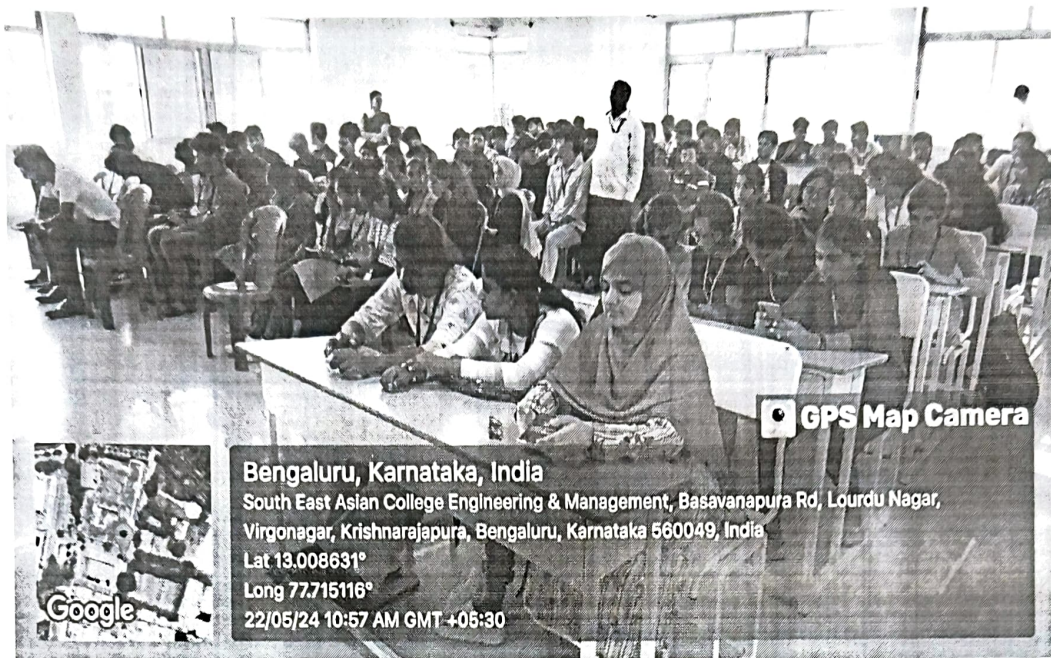 GPS Map Camera
Bengaluru, Karnataka, India
South East Asian College Engineering & Management, Basavanapura Rd, Lourdu Nagar,
Virgonagar, Krishnarajapura, Bengaluru, Karnataka 560049, India
Lat 13.008631°
Long 77.715116°
22/05/24 10:57 AM GMT +05:30
Google